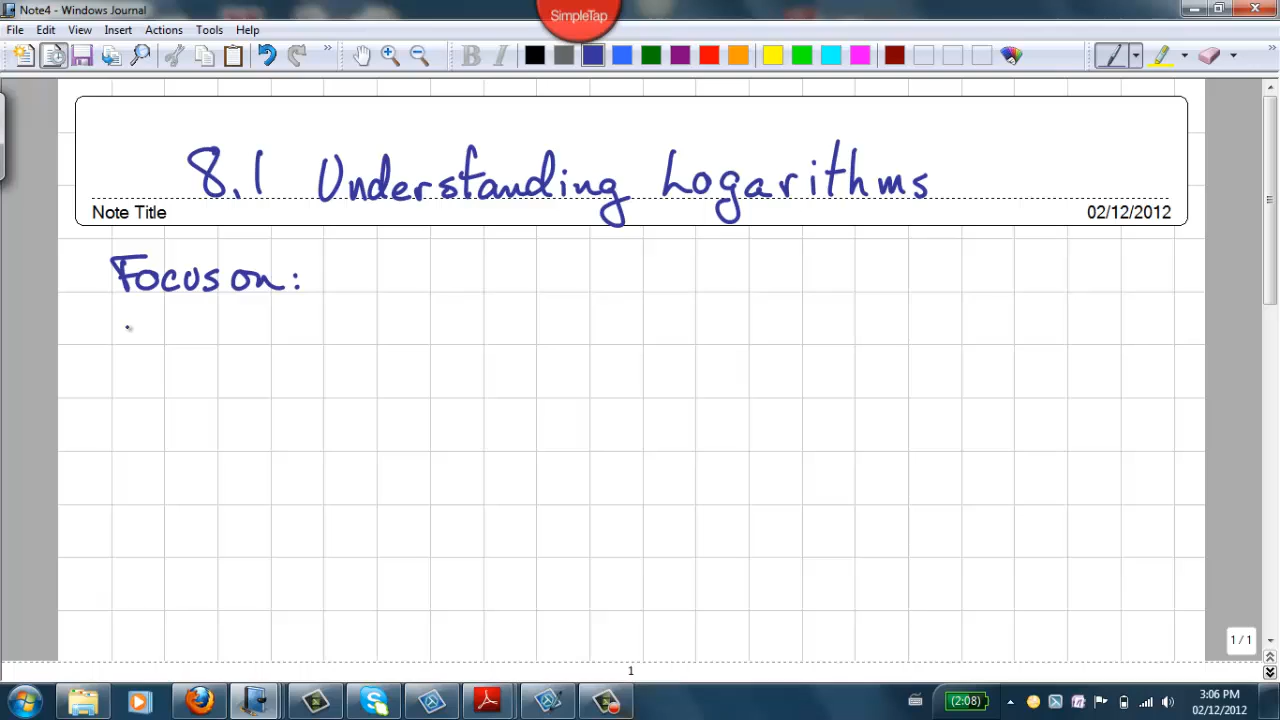 Note4 - Windows Journal
SimpleTap
File Edit View Insert Actions Tools Help
8.1 Understanding Logarithms
Note Title 02/12/2012
Focus on:
1 / 1
1
(2:08) 3:06 PM
02/12/2012